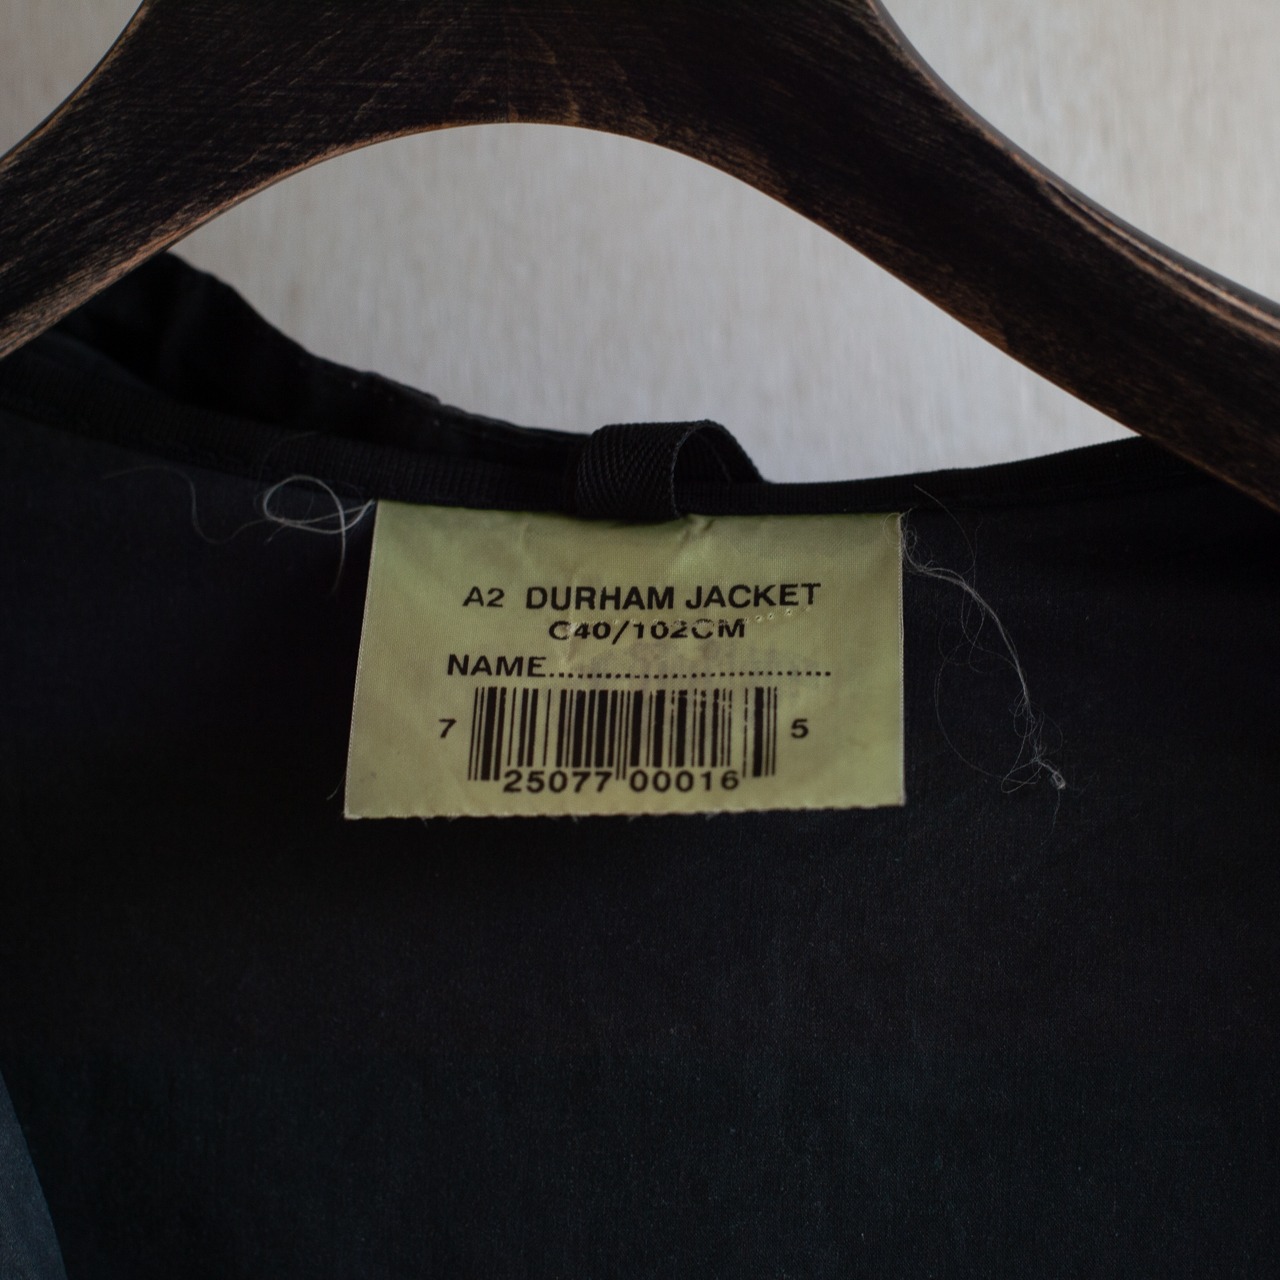 A2 DURHAM JACKET
C40/102CM
NAME..............................
7 25077 00016 5